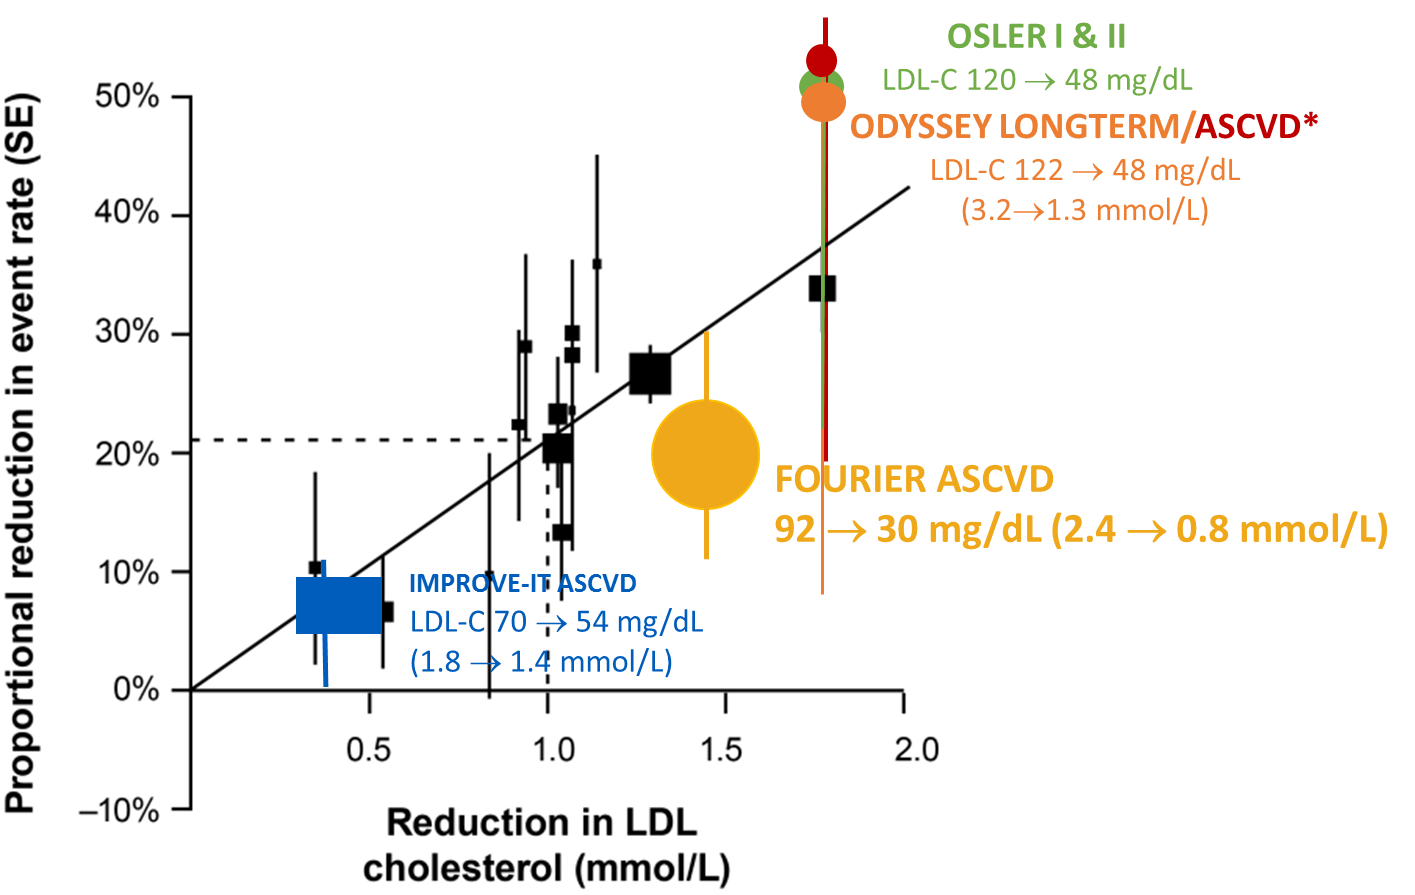 OSLER I & II
LDL-C 120 → 48 mg/dL
ODYSSEY LONGTERM/ASCVD*
LDL-C 122 → 48 mg/dL
(3.2→1.3 mmol/L)
Proportional reduction in event rate (SE)
50%
40%
30%
20%
10%
0%
–10%
FOURIER ASCVD
92 → 30 mg/dL (2.4 → 0.8 mmol/L)
IMPROVE-IT ASCVD
LDL-C 70 → 54 mg/dL
(1.8 → 1.4 mmol/L)
0.5
1.0
1.5
2.0
Reduction in LDL
cholesterol (mmol/L)